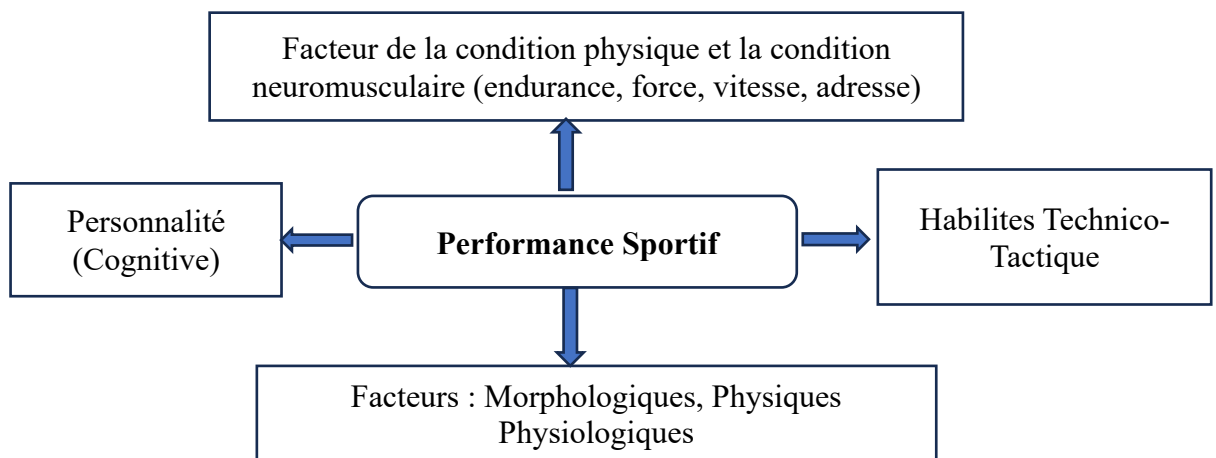 Facteur de la condition physique et la condition
neuromusculaire (endurance, force, vitesse, adresse)
Personnalité
(Cognitive)
Performance Sportif
Habilites Technico-
Tactique
Facteurs : Morphologiques, Physiques
Physiologiques